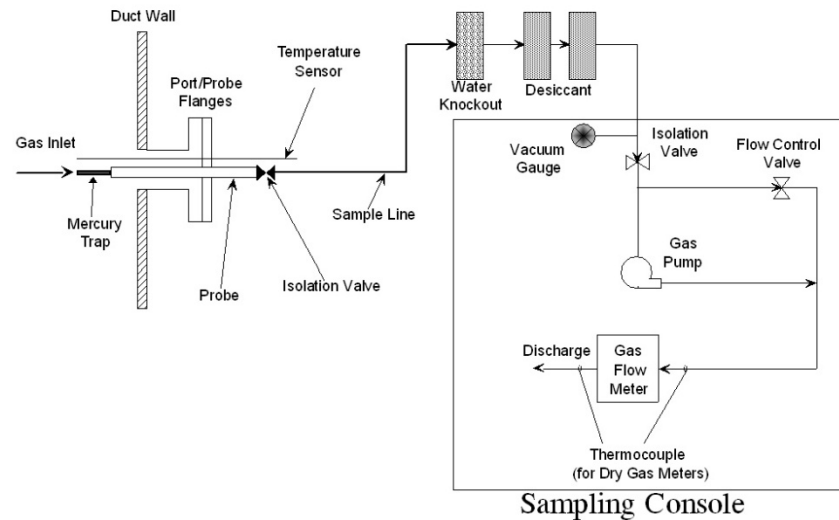 Duct Wall
Temperature
Sensor
Port/Probe
Flanges
Gas Inlet
Mercury
Trap
Probe
Isolation Valve
Sample Line
Water
Knockout
Desiccant
Vacuum
Gauge
Isolation
Valve
Flow Control
Valve
Gas
Pump
Discharge
Gas
Flow
Meter
Thermocouple
(for Dry Gas Meters)
Sampling Console